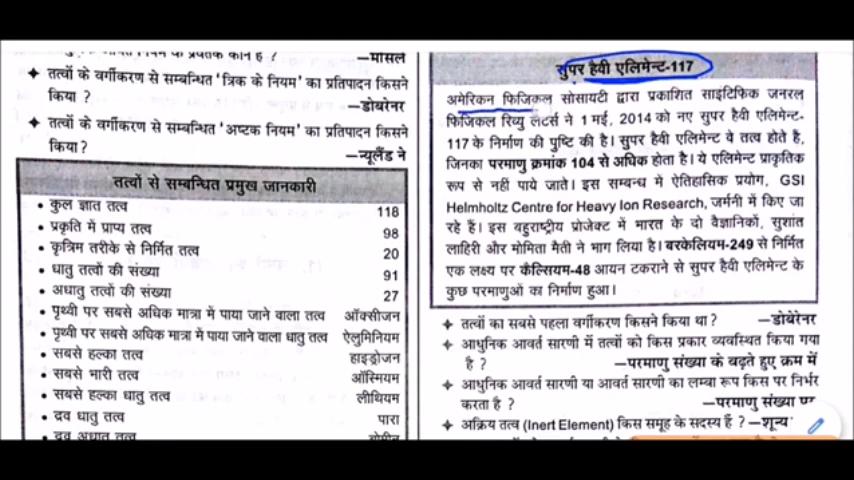 तत्वों के वर्गीकरण से सम्बन्धित 'त्रिक के नियम' का प्रतिपादन किसने
किया ?
—डोबरेनर
तत्वों के वर्गीकरण से सम्बन्धित 'अष्टक नियम' का प्रतिपादन किसने
किया?
—न्यूलैंड ने
तत्वों से सम्बन्धित प्रमुख जानकारी
• कुल ज्ञात तत्व 118
• प्रकृति में प्राप्य तत्व 98
• कृत्रिम तरीके से निर्मित तत्व 20
• धातु तत्वों की संख्या 91
• अधातु तत्वों की संख्या 27
• पृथ्वी पर सबसे अधिक मात्रा में पाया जाने वाला तत्व ऑक्सीजन
• पृथ्वी पर सबसे अधिक मात्रा में पाया जाने वाला धातु तत्व ऐलुमिनियम
• सबसे हल्का तत्व हाइड्रोजन
• सबसे भारी तत्व ऑस्मियम
• सबसे हल्का धातु तत्व लीथियम
• द्रव धातु तत्व पारा
सुपर हैवी एलिमेन्ट-117
अमेरिकन फिजिकल सोसायटी द्वारा प्रकाशित साइंटिफिक जनरल
फिजिकल रिव्यु लेटर्स ने 1 मई, 2014 को नए सुपर हैवी एलिमेन्ट-
117 के निर्माण की पुष्टि की है। सुपर हैवी एलिमेन्ट वे तत्व होते है,
जिनका परमाणु क्रमांक 104 से अधिक होता है। ये एलिमेन्ट प्राकृतिक
रूप से नहीं पाये जाते। इस सम्बन्ध में ऐतिहासिक प्रयोग, GSI
Helmholtz Centre for Heavy Ion Research, जर्मनी में किए जा
रहे हैं। इस बहुराष्ट्रीय प्रोजेक्ट में भारत के दो वैज्ञानिकों, सुशांत
लाहिरी और मोमिता मैती ने भाग लिया है। बरकेलियम-249 से निर्मित
एक लक्ष्य पर कैल्सियम-48 आयन टकराने से सुपर हैवी एलिमेन्ट के
कुछ परमाणुओं का निर्माण हुआ।
तत्वों का सबसे पहला वर्गीकरण किसने किया था ? —डोबेरेनर
आधुनिक आवर्त सारणी में तत्वों को किस प्रकार व्यवस्थित किया गया
है ? —परमाणु संख्या के बढ़ते हुए क्रम में
आधुनिक आवर्त सारणी या आवर्त सारणी का लम्बा रूप किस पर निर्भर
करता है ? —परमाणु संख्या पर
अक्रिय तत्व (Inert Element) किस समूह के सदस्य हैं ? —शून्य